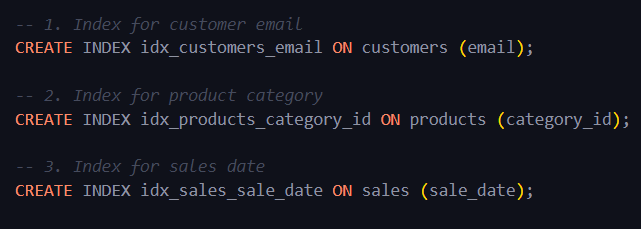 -- 1. Index for customer email
CREATE INDEX idx_customers_email ON customers (email);
-- 2. Index for product category
CREATE INDEX idx_products_category_id ON products (category_id);
-- 3. Index for sales date
CREATE INDEX idx_sales_sale_date ON sales (sale_date);